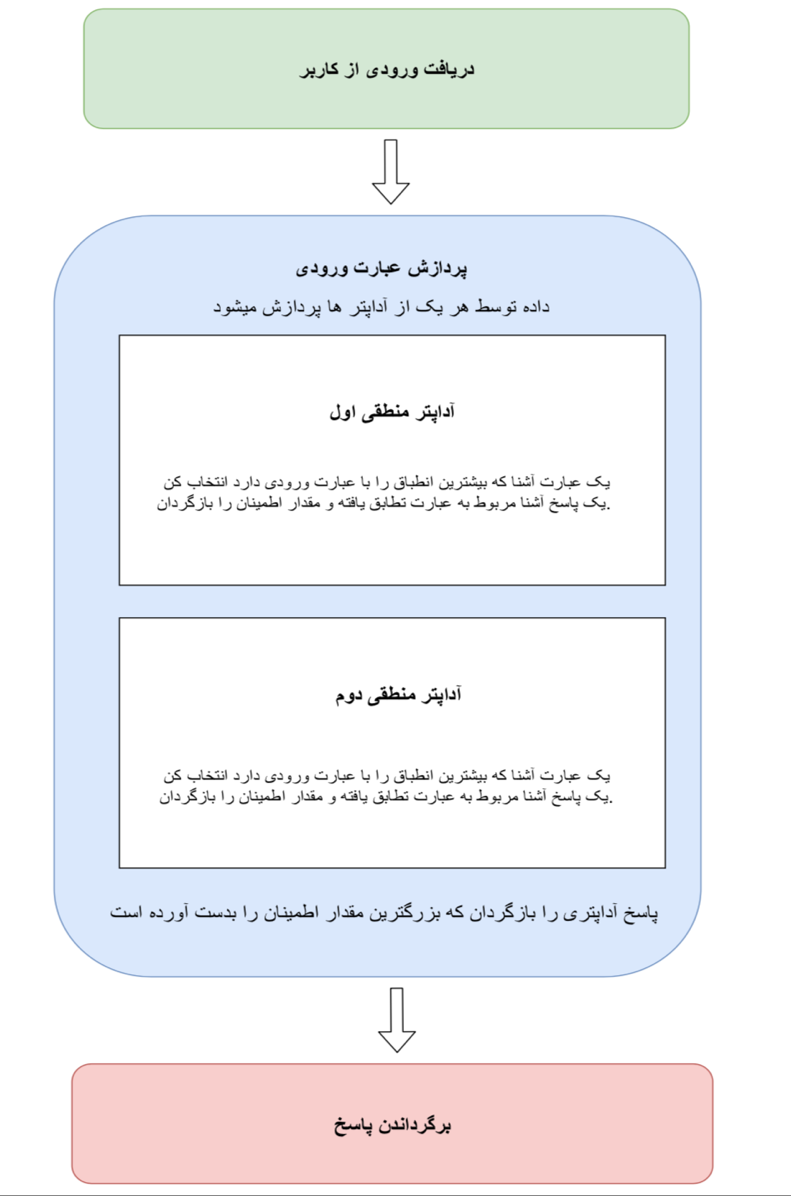 دریافت ورودی از کاربر
پردازش عبارت ورودی
داده توسط هر یک از آداپتر ها پردازش میشود
آداپتر منطقی اول
یک عبارت آشنا که بیشترین انطباق را با عبارت ورودی دارد انتخاب کن
یک پاسخ آشنا مربوط به عبارت تطابق یافته و مقدار اطمینان را بازگردان.
آداپتر منطقی دوم
یک عبارت آشنا که بیشترین انطباق را با عبارت ورودی دارد انتخاب کن
یک پاسخ آشنا مربوط به عبارت تطابق یافته و مقدار اطمینان را بازگردان.
پاسخ آداپتری را بازگردان که بزرگترین مقدار اطمینان را بدست آورده است
برگرداندن پاسخ